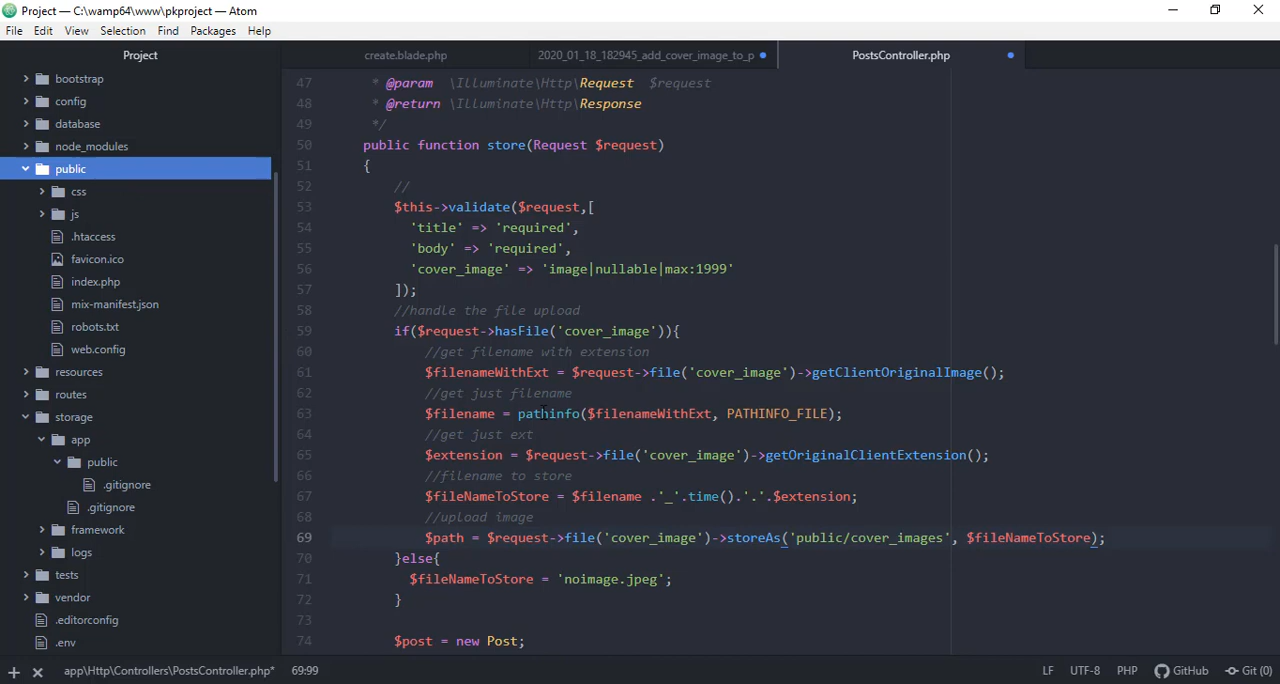 Project — C:\wamp64\www\pkproject — Atom
File Edit View Selection Find Packages Help
Project
create.blade.php
2020_01_18_182945_add_cover_image_to_p
PostsController.php
bootstrap
config
database
node_modules
public
css
js
.htaccess
favicon.ico
index.php
mix-manifest.json
robots.txt
web.config
resources
routes
storage
app
public
.gitignore
.gitignore
framework
logs
tests
vendor
.editorconfig
.env
47 * @param \Illuminate\Http\Request $request
48 * @return \Illuminate\Http\Response
49 */
50 public function store(Request $request)
51 {
52 //
53 $this->validate($request,[
54 'title' => 'required',
55 'body' => 'required',
56 'cover_image' => 'image|nullable|max:1999'
57 ]);
58 //handle the file upload
59 if($request->hasFile('cover_image')){
60 //get filename with extension
61 $filenameWithExt = $request->file('cover_image')->getClientOriginalImage();
62 //get just filename
63 $filename = pathinfo($filenameWithExt, PATHINFO_FILE);
64 //get just ext
65 $extension = $request->file('cover_image')->getOriginalClientExtension();
66 //filename to store
67 $fileNameToStore = $filename .'_'.time().'.'.$extension;
68 //upload image
69 $path = $request->file('cover_image')->storeAs('public/cover_images', $fileNameToStore);
70 }else{
71 $fileNameToStore = 'noimage.jpeg';
72 }
73
74 $post = new Post;
app\Http\Controllers\PostsController.php* 69:99 LF UTF-8 PHP GitHub Git (0)